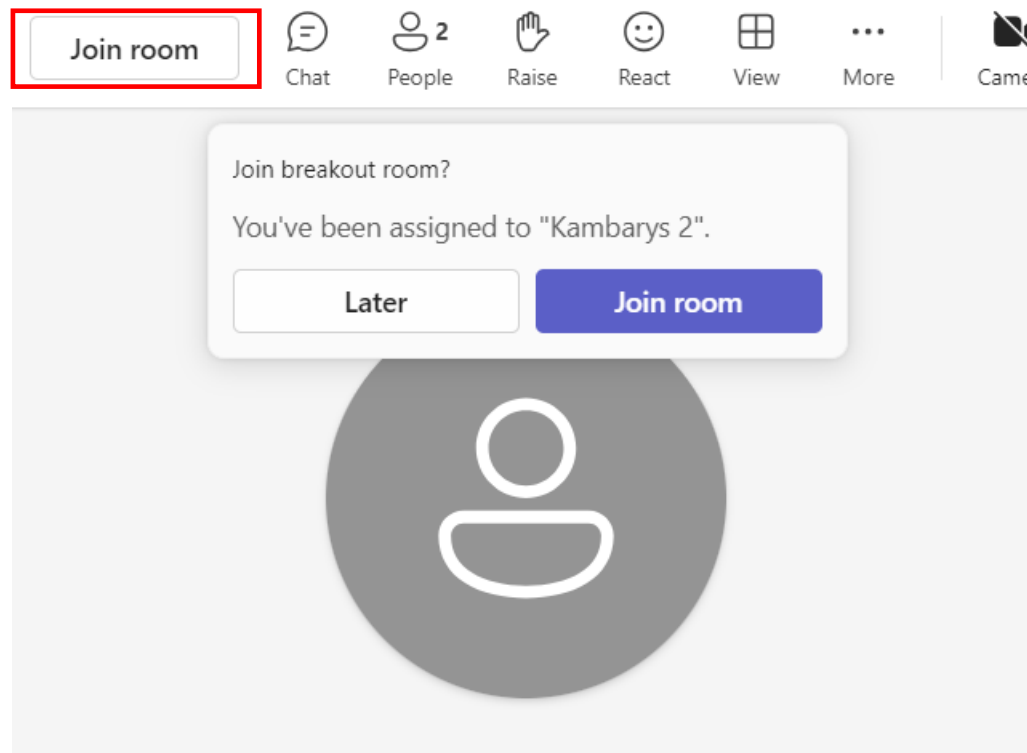 Join room
2
Chat People Raise React View More Came
Join breakout room?
You've been assigned to "Kambarys 2".
Later Join room